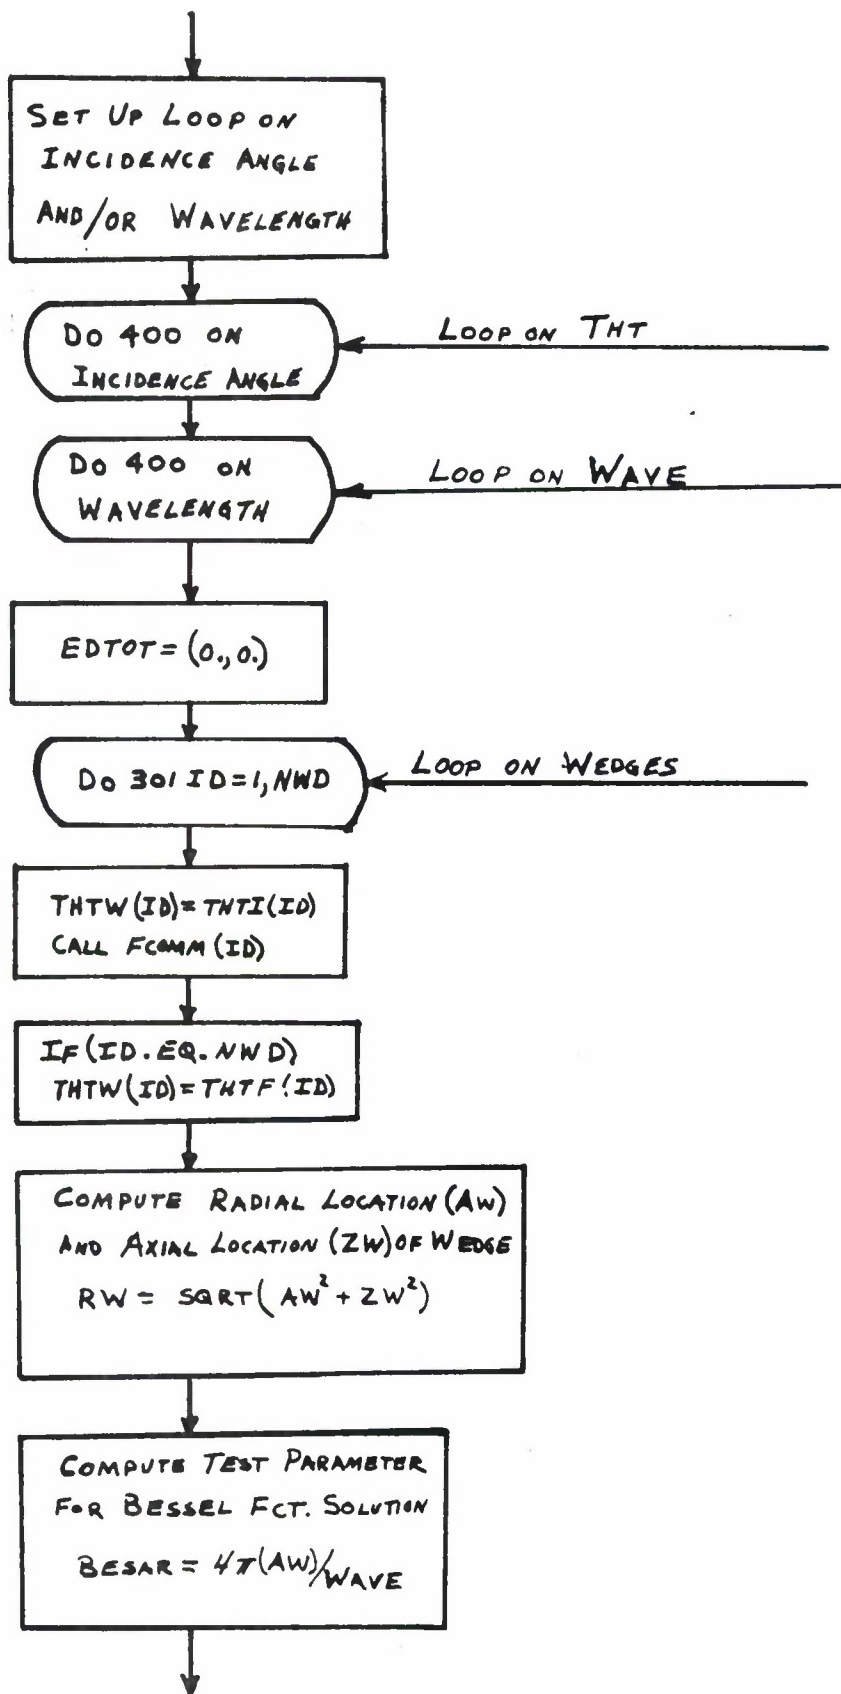 SET UP LOOP ON
INCIDENCE ANGLE
AND/OR WAVELENGTH
DO 400 ON
INCIDENCE ANGLE
LOOP ON THT
DO 400 ON
WAVELENGTH
LOOP ON WAVE
EDTOT = (0., 0.)
DO 301 ID=1, NWD
LOOP ON WEDGES
THTW(ID)=THTI(ID)
CALL FCOMM(ID)
IF(ID.EQ.NWD)
THTW(ID)=THTF(ID)
COMPUTE RADIAL LOCATION (AW)
AND AXIAL LOCATION (ZW) OF WEDGE
RW = SQRT(AW² + ZW²)
COMPUTE TEST PARAMETER
FOR BESSEL FCT. SOLUTION
BESAR = 4π(AW)/WAVE